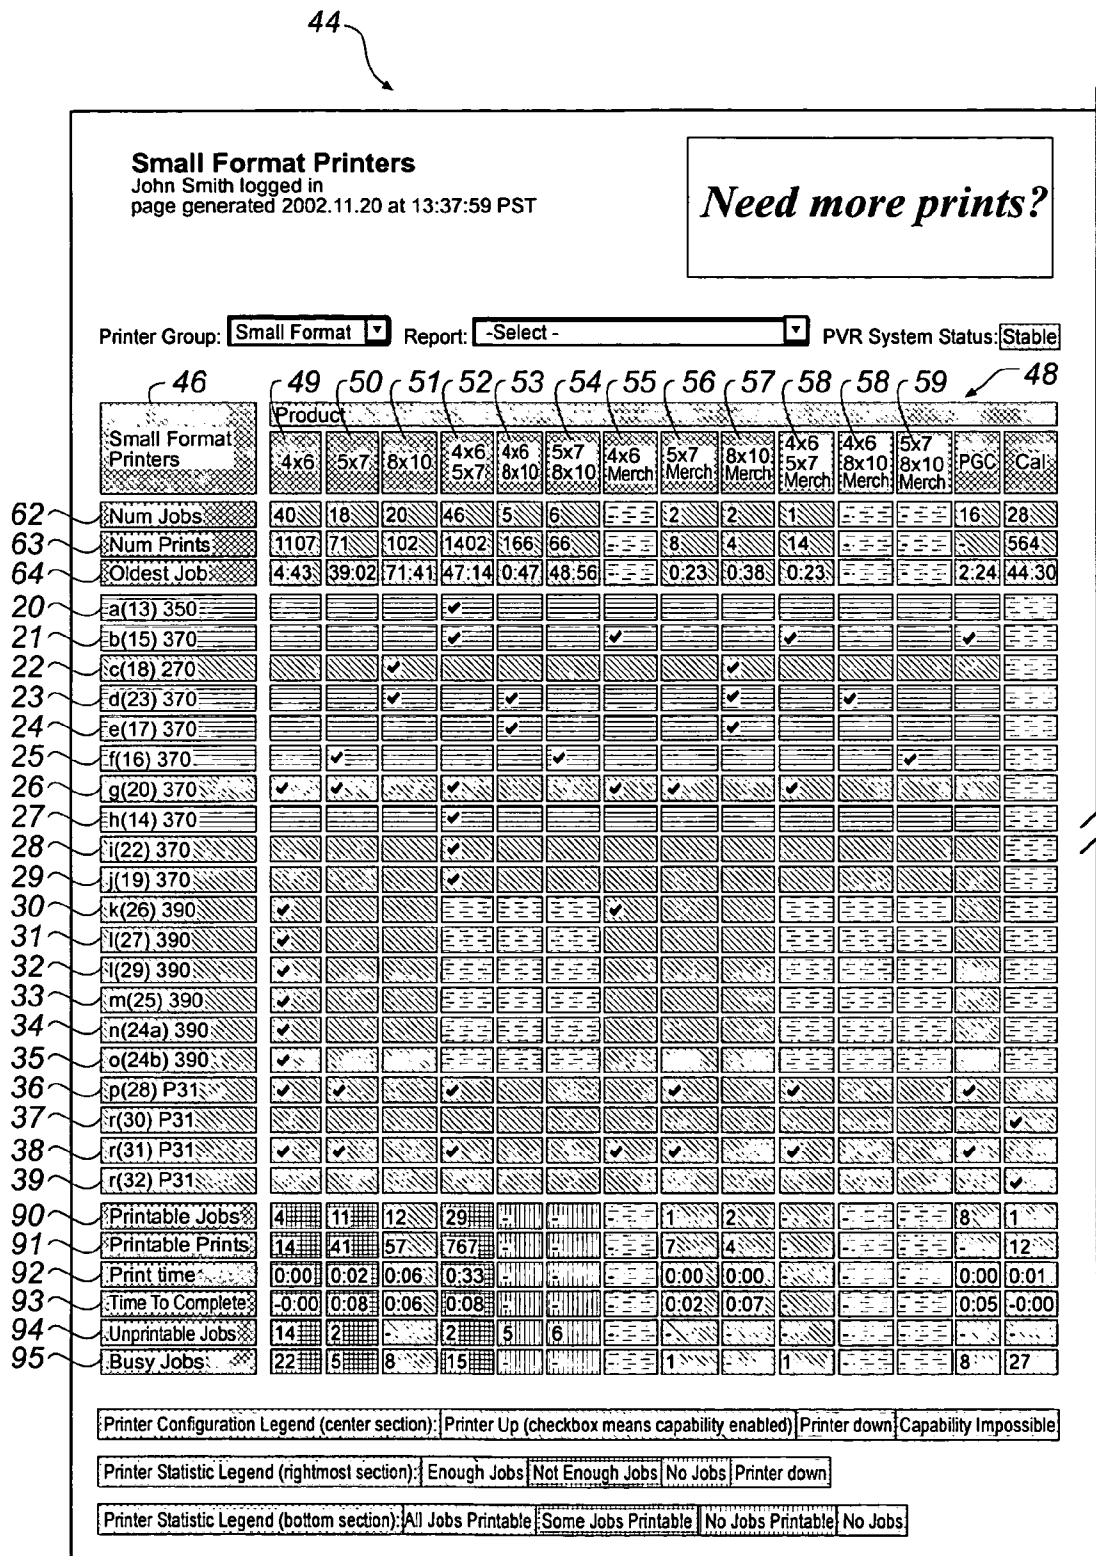 44
Small Format Printers
John Smith logged in
page generated 2002.11.20 at 13:37:59 PST
Need more prints?
Printer Group: Small Format Report: -Select - PVR System Status: Stable
46 49 50 51 52 53 54 55 56 57 58 58 59 48
Product
Small Format Printers 4x6 5x7 8x10 4x6 5x7 4x6 8x10 5x7 8x10 4x6 Merch 5x7 Merch 8x10 Merch 4x6 5x7 Merch 4x6 8x10 Merch 5x7 8x10 Merch PGC Cal
62 Num Jobs 40 18 20 46 5 6 - - - 2 2 1 - - - - - - 16 28
63 Num Prints 1107 71 102 1402 166 66 - - - 8 4 14 - - - - - - - 564
64 Oldest Job 4:43 39:02 71:41 47:14 0:47 48:56 - - - 0:23 0:38 0:23 - - - - - - 2:24 44:30
20 a(13) 350 ✓
21 b(15) 370 ✓ ✓ ✓ ✓
22 c(18) 270 ✓ ✓
23 d(23) 370 ✓ ✓ ✓ ✓
24 e(17) 370 ✓ ✓
25 f(16) 370 ✓ ✓ ✓
26 g(20) 370 ✓ ✓ ✓ ✓ ✓ ✓
27 h(14) 370 ✓
28 i(22) 370 ✓
29 j(19) 370 ✓
30 k(26) 390 ✓ ✓
31 l(27) 390 ✓
32 l(29) 390 ✓
33 m(25) 390 ✓
34 n(24a) 390 ✓
35 o(24b) 390 ✓
36 p(28) P31 ✓ ✓ ✓ ✓ ✓ ✓
37 r(30) P31 ✓
38 r(31) P31 ✓ ✓ ✓ ✓ ✓ ✓ ✓
39 r(32) P31 ✓
90 Printable Jobs 4 11 12 29 - - - 1 2 - - - 8 1
91 Printable Prints 14 41 57 767 - - - 7 4 - - - - 12
92 Print time 0:00 0:02 0:06 0:33 - - - 0:00 0:00 - - - 0:00 0:01
93 Time To Complete -0:00 0:08 0:06 0:08 - - - 0:02 0:07 - - - 0:05 -0:00
94 Unprintable Jobs 14 2 - 2 5 6 - - - - - - - -
95 Busy Jobs 22 5 8 15 - - - 1 - 1 - - 8 27
Printer Configuration Legend (center section): Printer Up (checkbox means capability enabled) Printer down Capability Impossible
Printer Statistic Legend (rightmost section): Enough Jobs Not Enough Jobs No Jobs Printer down
Printer Statistic Legend (bottom section): All Jobs Printable Some Jobs Printable No Jobs Printable No Jobs